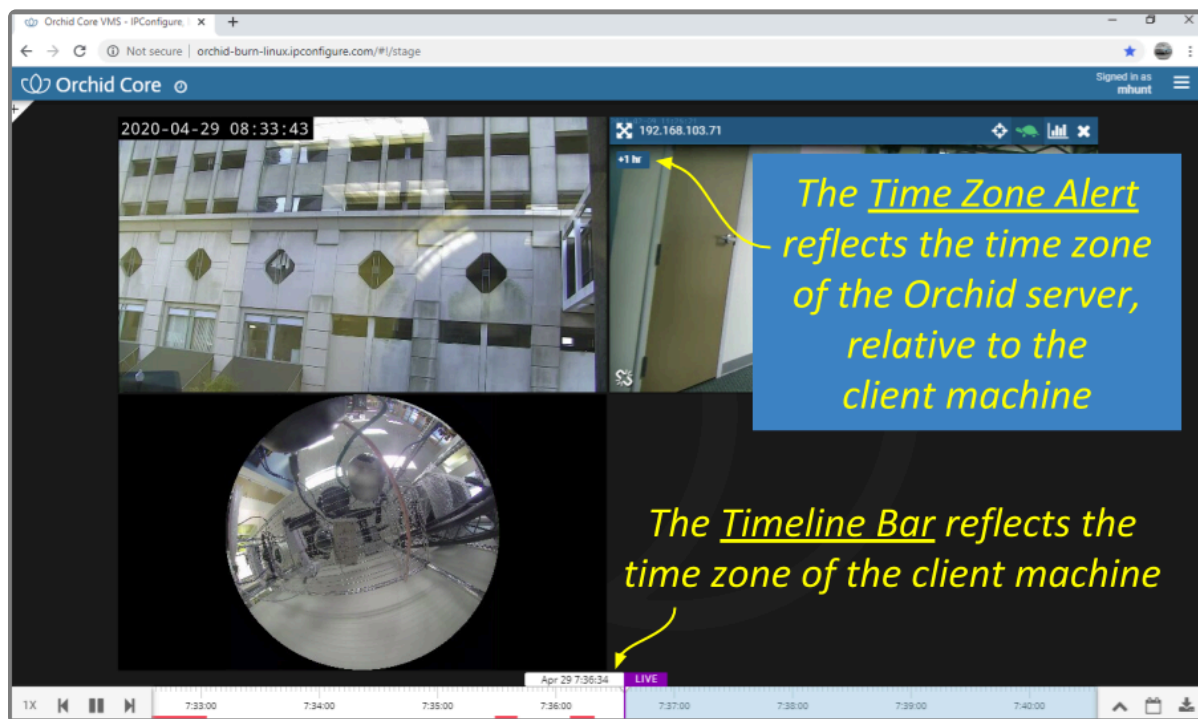 Orchid Core VMS - IPConfigure,
Not secure | orchid-burn-linux.ipconfigure.com/#!/stage
Orchid Core
Signed in as
mhunt
2020-04-29 08:33:43
192.168.103.71
+1 hr
The Time Zone Alert
reflects the time zone
of the Orchid server,
relative to the
client machine
The Timeline Bar reflects the
time zone of the client machine
Apr 29 7:36:34 LIVE
1X 7:33:00 7:34:00 7:35:00 7:36:00 7:37:00 7:38:00 7:39:00 7:40:00